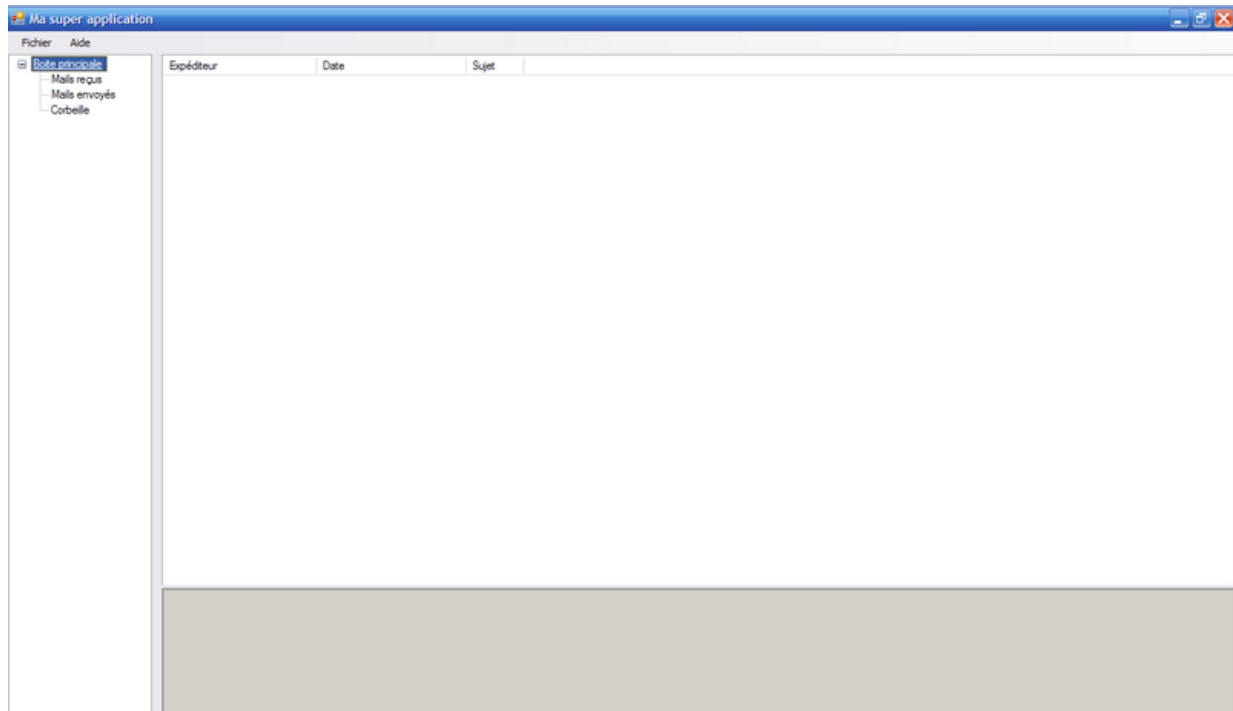 Ma super application
Fichier Aide
Boite principale
Mails reçus
Mails envoyés
Corbeille
Expéditeur Date Sujet